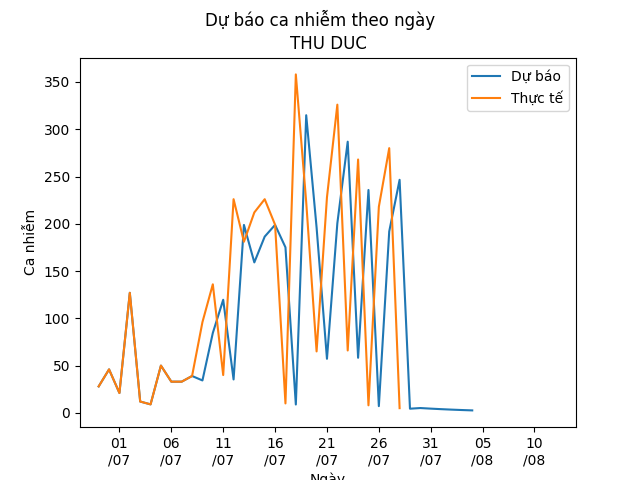 Dự báo ca nhiễm theo ngày
THU DUC
Dự báo
Thực tế
Ca nhiễm
350
300
250
200
150
100
50
0
01 06 11 16 21 26 31 05 10
/07 /07 /07 /07 /07 /07 /07 /08 /08
Ngày